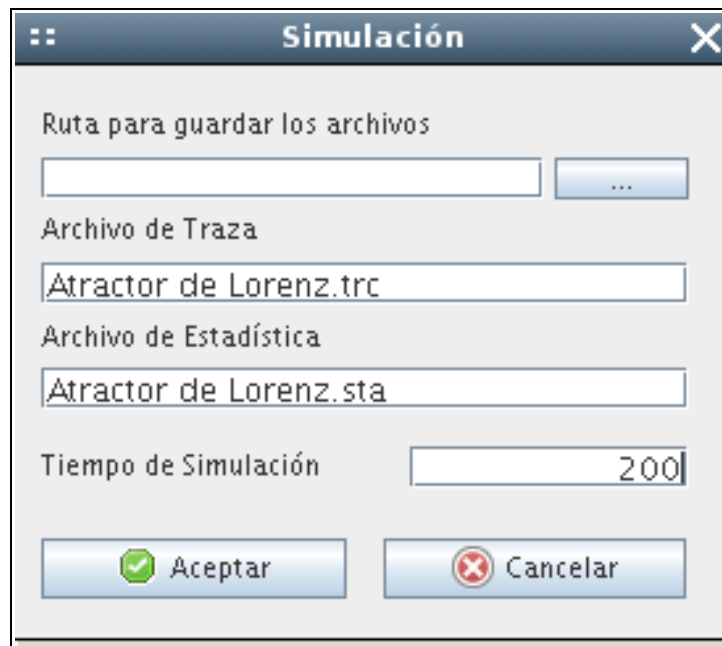 Simulación
Ruta para guardar los archivos
...
Archivo de Traza
Atractor de Lorenz.trc
Archivo de Estadística
Atractor de Lorenz.sta
Tiempo de Simulación 200
Aceptar Cancelar